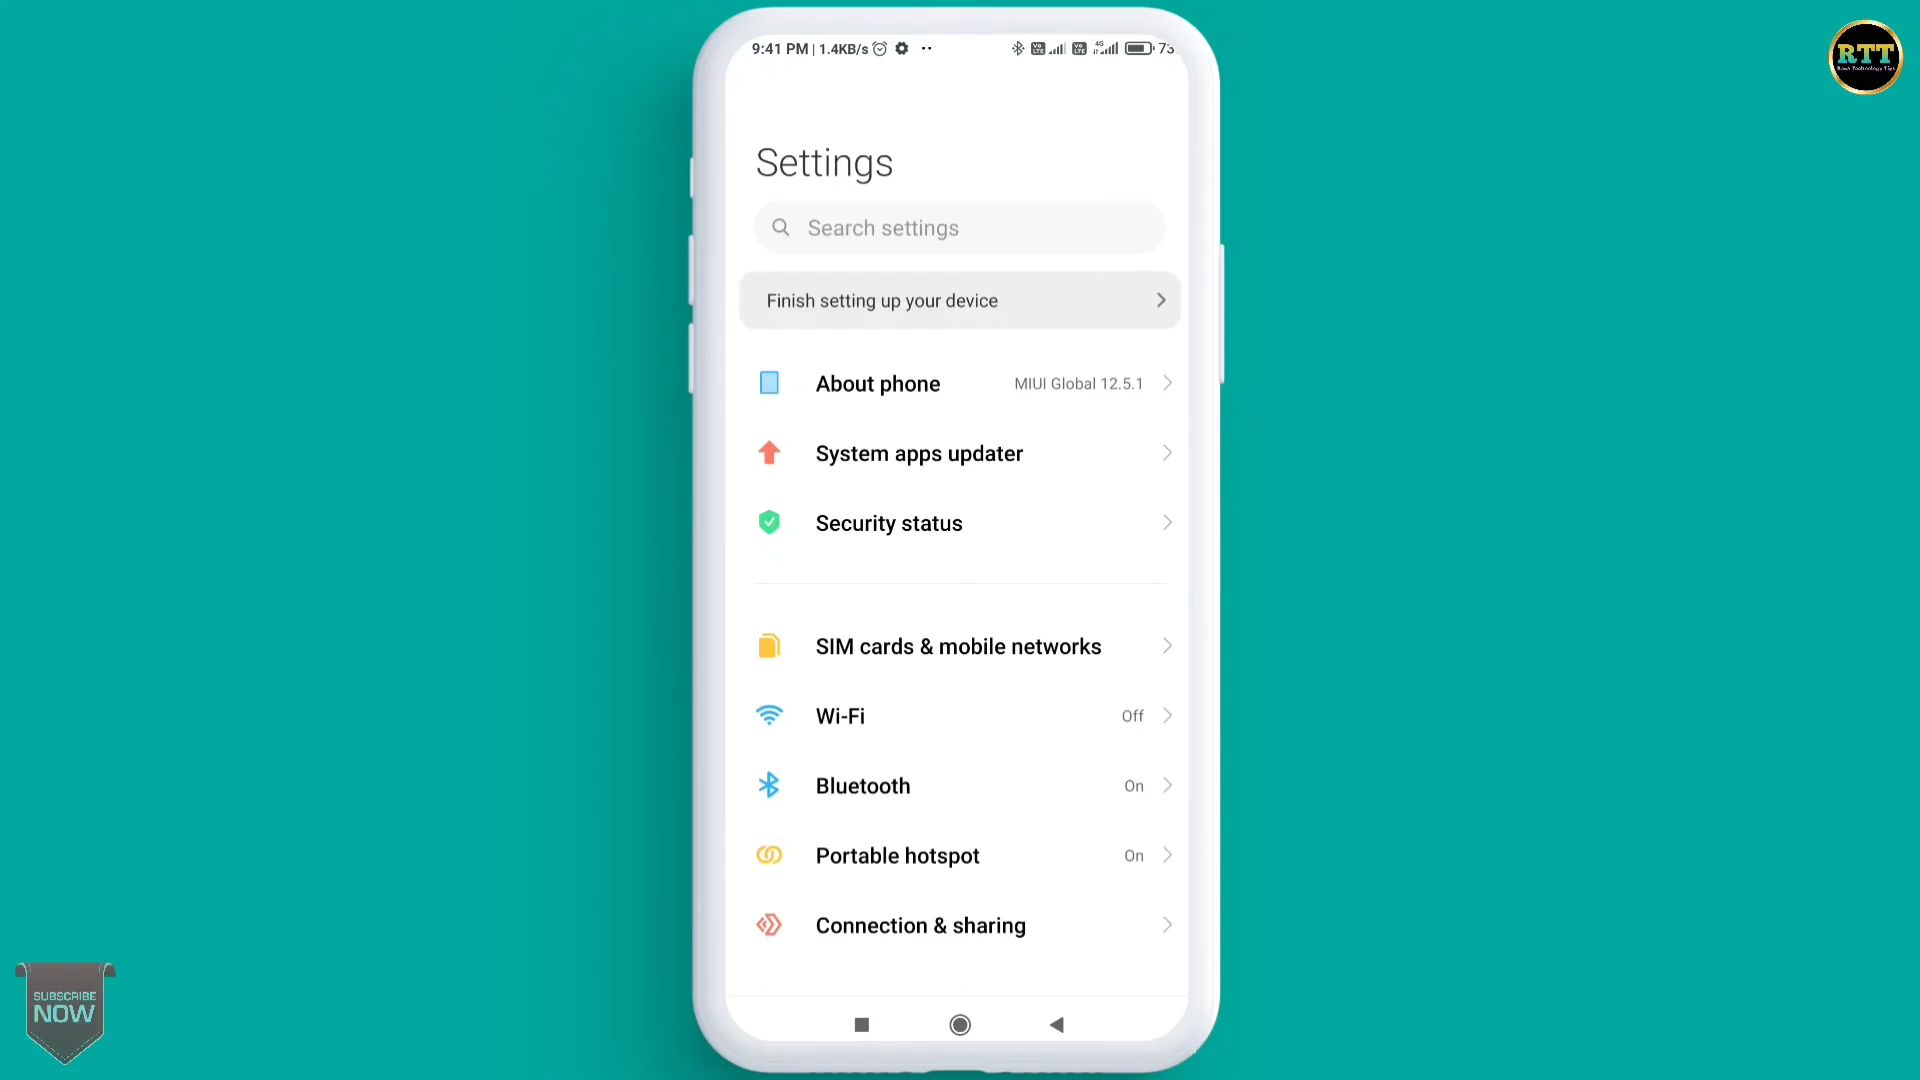 9:41 PM | 1.4KB/s
4G
73
RTT
Settings
Search settings
Finish setting up your device
About phone MIUI Global 12.5.1
System apps updater
Security status
SIM cards & mobile networks
Wi-Fi Off
Bluetooth On
Portable hotspot On
Connection & sharing
SUBSCRIBE
NOW